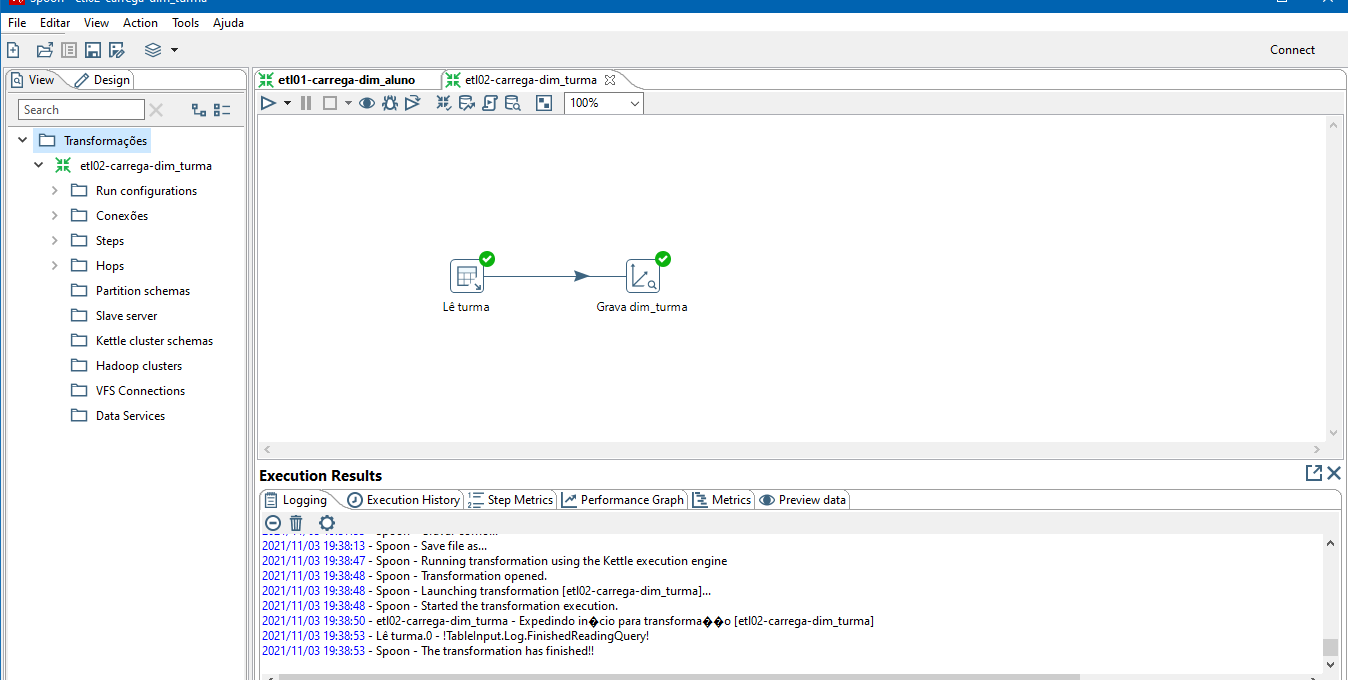 Spoon - etl02-carrega-dim_turma
File Editar View Action Tools Ajuda
Connect
View Design
etl01-carrega-dim_aluno etl02-carrega-dim_turma
Search
100%
Transformações
etl02-carrega-dim_turma
Run configurations
Conexões
Steps
Hops
Partition schemas
Slave server
Kettle cluster schemas
Hadoop clusters
VFS Connections
Data Services
Lê turma
Grava dim_turma
Execution Results
Logging Execution History Step Metrics Performance Graph Metrics Preview data
2021/11/03 19:38:13 - Spoon - Save file as...
2021/11/03 19:38:47 - Spoon - Running transformation using the Kettle execution engine
2021/11/03 19:38:48 - Spoon - Transformation opened.
2021/11/03 19:38:48 - Spoon - Launching transformation [etl02-carrega-dim_turma]...
2021/11/03 19:38:48 - Spoon - Started the transformation execution.
2021/11/03 19:38:50 - etl02-carrega-dim_turma - Expedindo in�cio para transforma��o [etl02-carrega-dim_turma]
2021/11/03 19:38:53 - Lê turma.0 - !TableInput.Log.FinishedReadingQuery!
2021/11/03 19:38:53 - Spoon - The transformation has finished!!